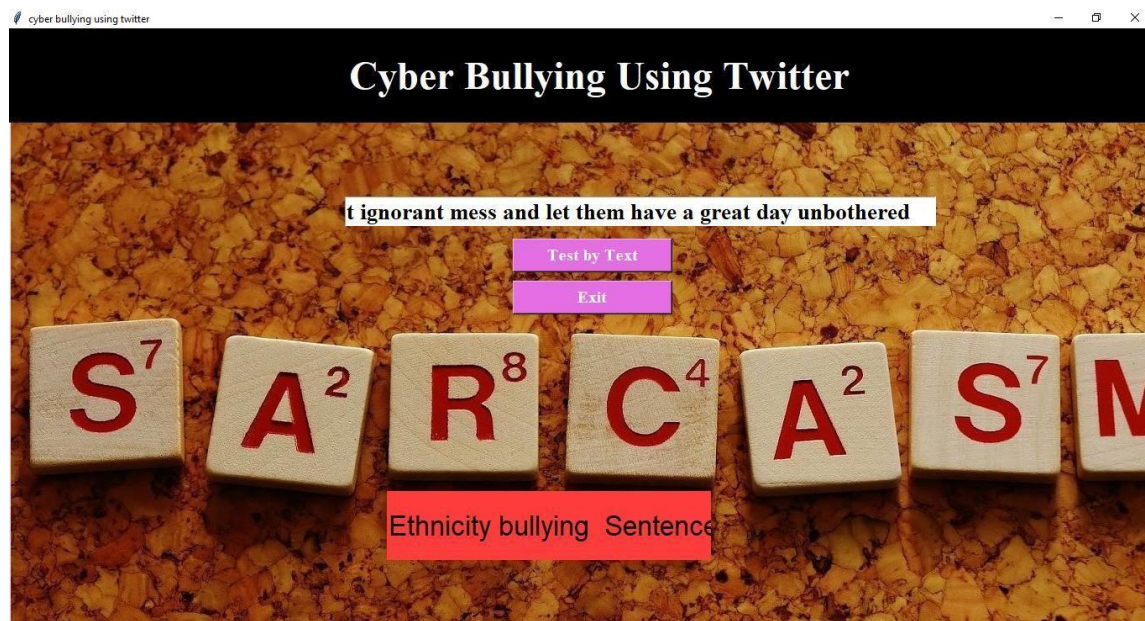 cyber bullying using twitter
Cyber Bullying Using Twitter
t ignorant mess and let them have a great day unbothered
Test by Text
Exit
S7 A2 R8 C4 A2 S7 M
Ethnicity bullying Sentence